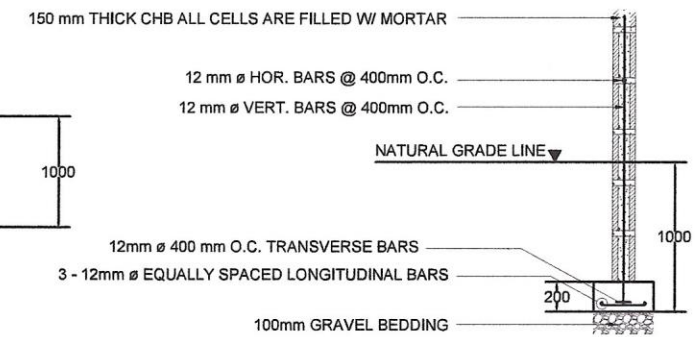 150 mm THICK CHB ALL CELLS ARE FILLED W/ MORTAR
12 mm ø HOR. BARS @ 400mm O.C.
12 mm ø VERT. BARS @ 400mm O.C.
NATURAL GRADE LINE
1000
1000
12mm ø 400 mm O.C. TRANSVERSE BARS
3 - 12mm ø EQUALLY SPACED LONGITUDINAL BARS
200
100mm GRAVEL BEDDING